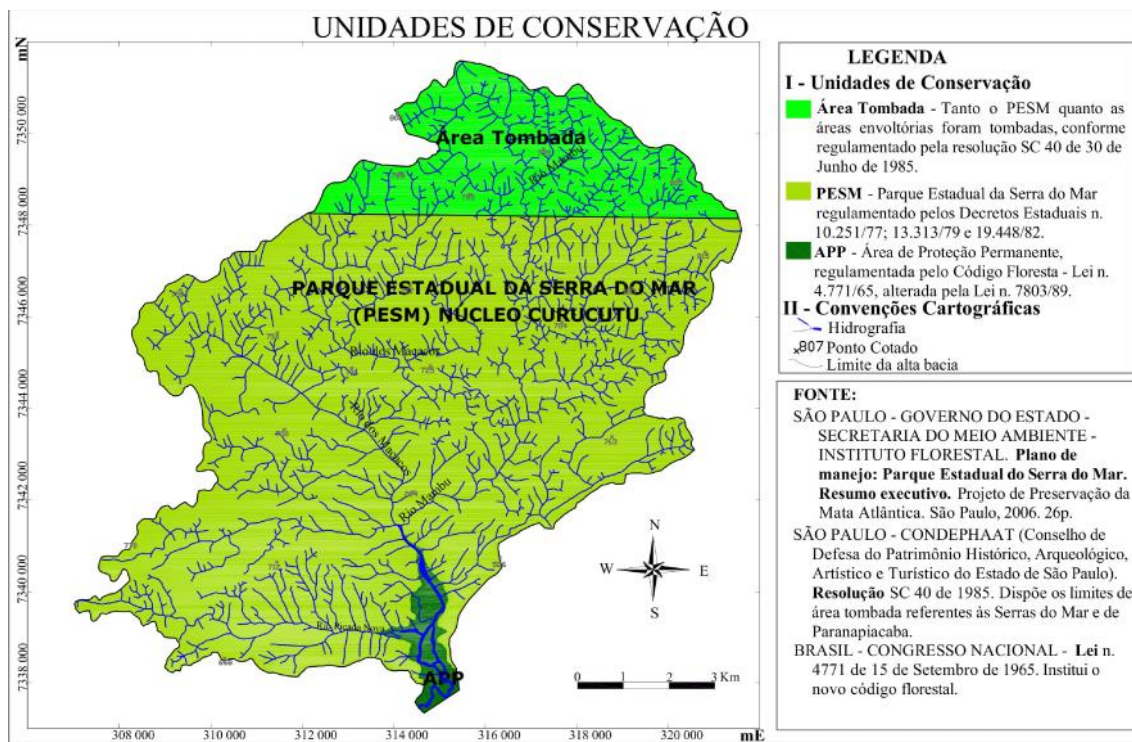 UNIDADES DE CONSERVAÇÃO
mN
7350 000
7348 000
7346 000
7344 000
7342 000
7340 000
7338 000
Área Tombada
Rio Mambu
PARQUE ESTADUAL DA SERRA DO MAR
(PESM) NUCLEO CURUCUTU
Rio dos Macacos
Rio dos Macacos
Rio Mambu
763
APP
N
W
E
S
0 1 2 3 Km
308 000 310 000 312 000 314 000 316 000 318 000 320 000 mE
LEGENDA
I - Unidades de Conservação
Área Tombada - Tanto o PESM quanto as
áreas envoltórias foram tombadas, conforme
regulamentado pela resolução SC 40 de 30 de
Junho de 1985.
PESM - Parque Estadual da Serra do Mar
regulamentado pelos Decretos Estaduais n.
10.251/77; 13.313/79 e 19.448/82.
APP - Área de Proteção Permanente,
regulamentada pelo Código Floresta - Lei n.
4.771/65, alterada pela Lei n. 7803/89.
II - Convenções Cartográficas
Hidrografia
x807 Ponto Cotado
Limite da alta bacia
FONTE:
SÃO PAULO - GOVERNO DO ESTADO -
SECRETARIA DO MEIO AMBIENTE -
INSTITUTO FLORESTAL. Plano de
manejo: Parque Estadual do Serra do Mar.
Resumo executivo. Projeto de Preservação da
Mata Atlântica. São Paulo, 2006. 26p.
SÃO PAULO - CONDEPHAAT (Conselho de
Defesa do Patrimônio Histórico, Arqueológico,
Artístico e Turístico do Estado de São Paulo).
Resolução SC 40 de 1985. Dispõe os limites de
área tombada referentes às Serras do Mar e de
Paranapiacaba.
BRASIL - CONGRESSO NACIONAL - Lei n.
4771 de 15 de Setembro de 1965. Institui o
novo código florestal.